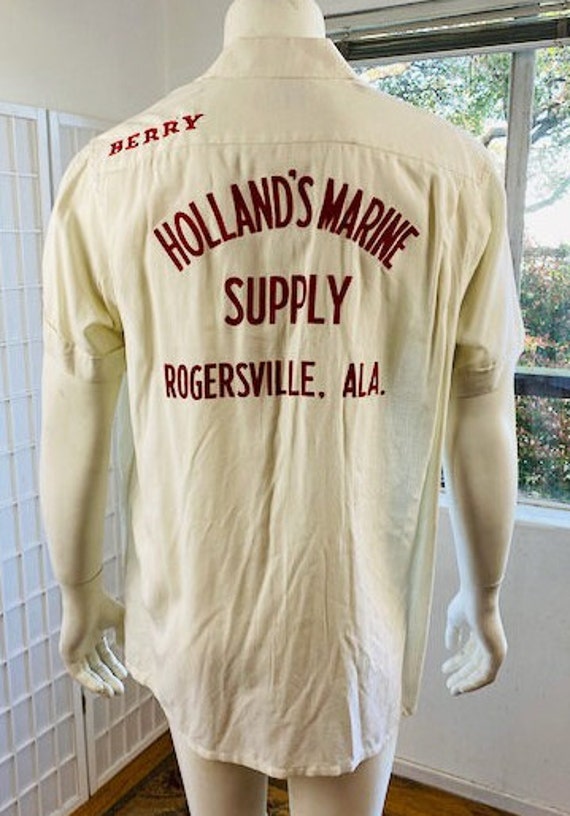 BERRY
HOLLAND'S MARINE
SUPPLY
ROGERSVILLE, ALA.